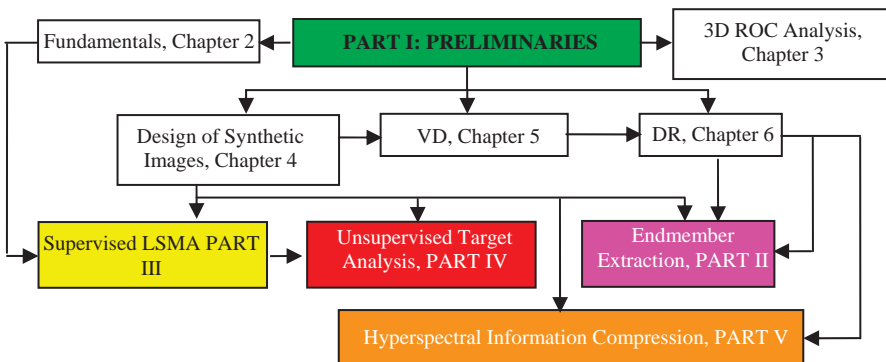 Fundamentals, Chapter 2
PART I: PRELIMINARIES
3D ROC Analysis,
Chapter 3
Design of Synthetic
Images, Chapter 4
VD, Chapter 5
DR, Chapter 6
Supervised LSMA PART
III
Unsupervised Target
Analysis, PART IV
Endmember
Extraction, PART II
Hyperspectral Information Compression, PART V